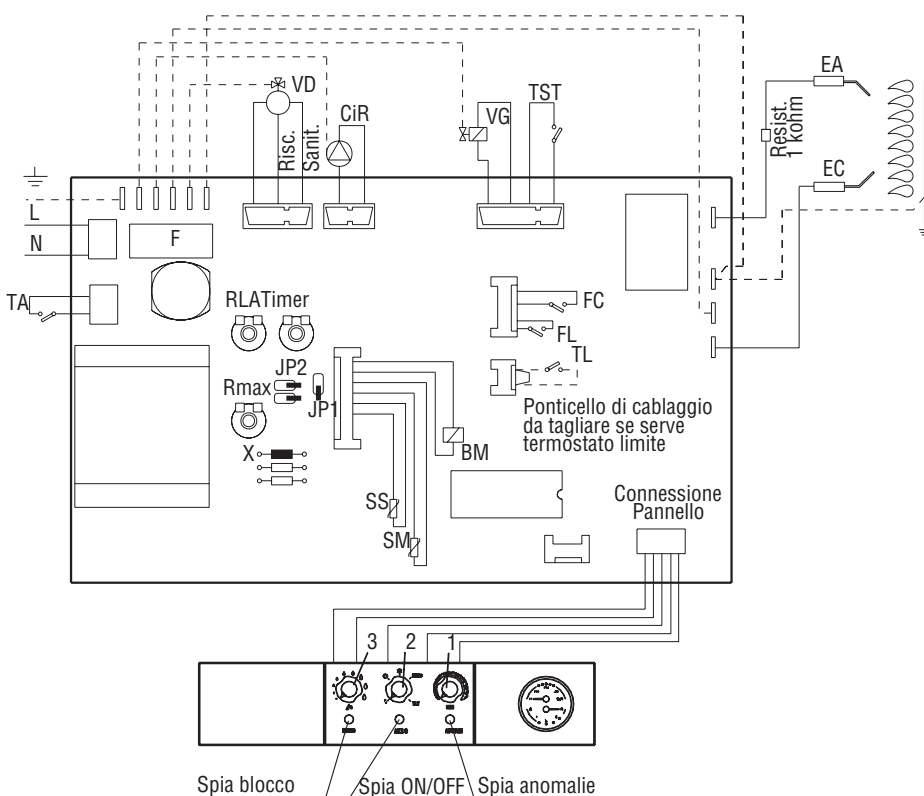 EA
VD
TST
CiR
VG
Risc.
Sanit.
Resist.
1 kohm
EC
L
N
F
TA
RLATimer
FC
FL
TL
JP2
Rmax
JP1
Ponticello di cablaggio
da tagliare se serve
termostato limite
X
BM
SS
SM
Connessione
Pannello
3
2
1
Spia blocco
Spia ON/OFF
Spia anomalie